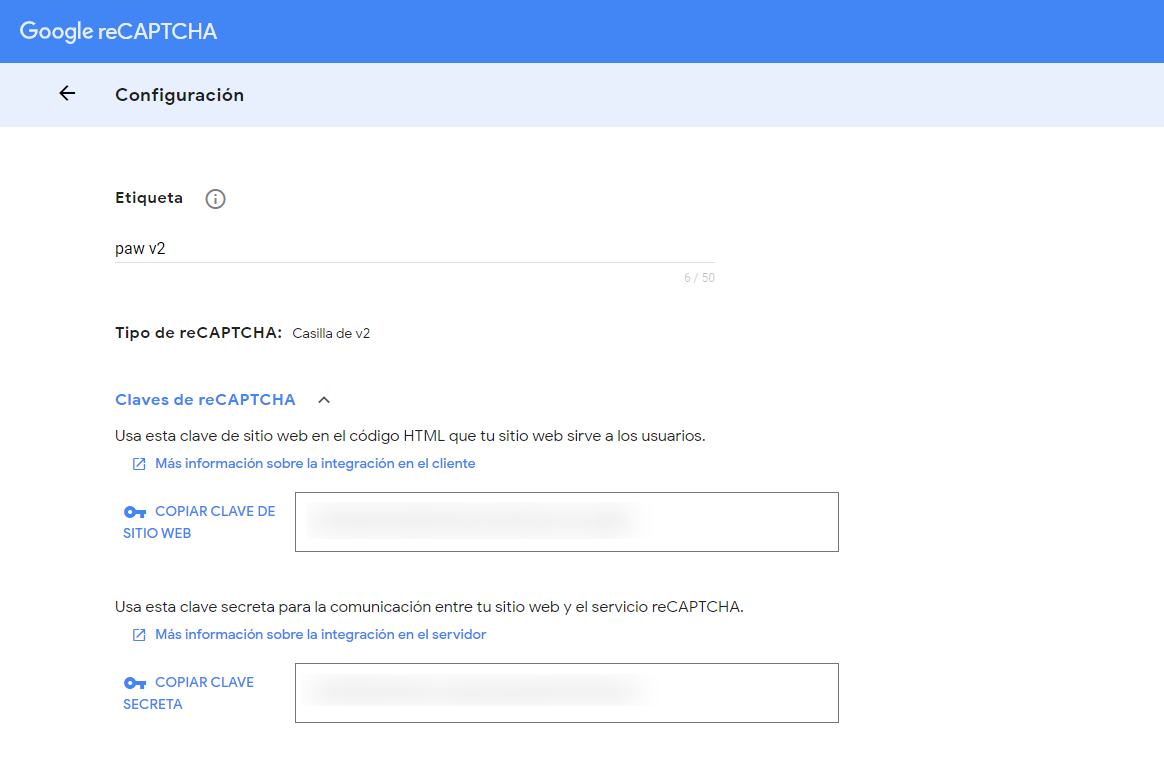 Google reCAPTCHA
Configuración
Etiqueta
paw v2
6 / 50
Tipo de reCAPTCHA: Casilla de v2
Claves de reCAPTCHA
Usa esta clave de sitio web en el código HTML que tu sitio web sirve a los usuarios.
Más información sobre la integración en el cliente
COPIAR CLAVE DE
SITIO WEB
Usa esta clave secreta para la comunicación entre tu sitio web y el servicio reCAPTCHA.
Más información sobre la integración en el servidor
COPIAR CLAVE
SECRETA